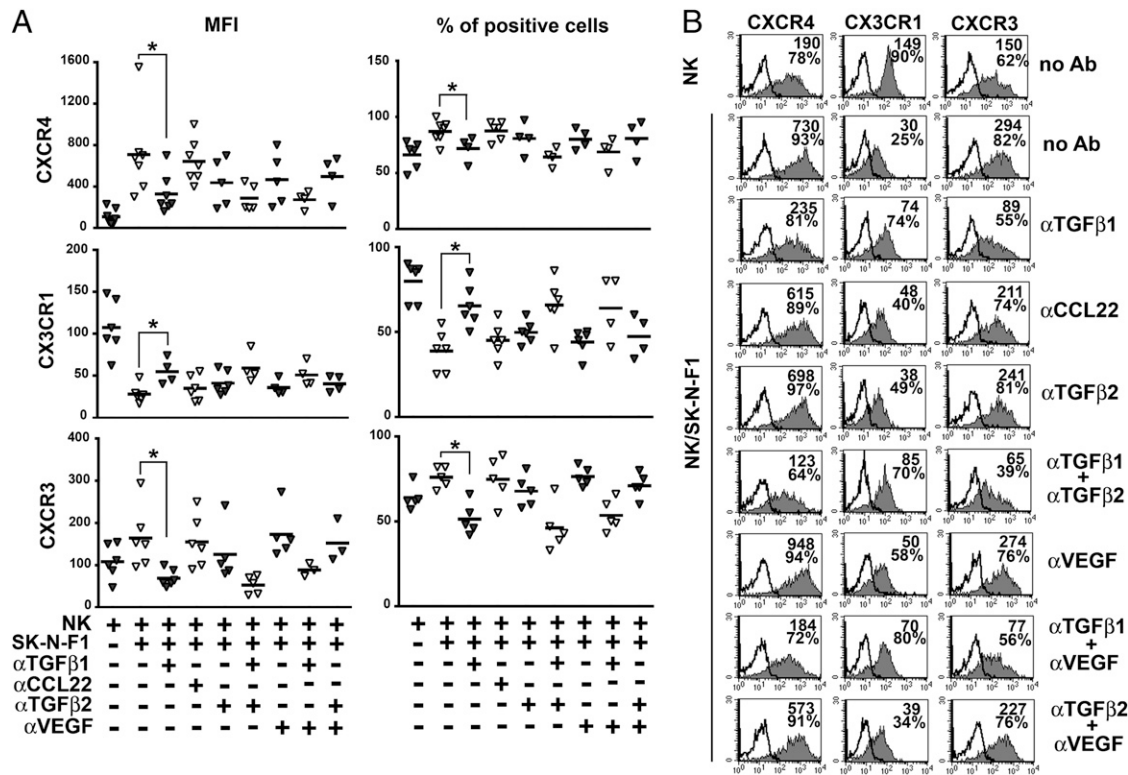 A
MFI
% of positive cells
*
1600
1200
800
400
0
CXCR4
*
150
100
50
0
*
200
150
100
50
0
CX3CR1
*
100
50
0
*
400
300
200
100
0
CXCR3
*
100
50
0
NK + + + + + + + + + + + + + + + + + +
SK-N-F1 - + + + + + + + + - + + + + + + + +
αTGFβ1 - - + - - + - + - - - + - - + - + -
αCCL22 - - - + - - - - - - - - + - - - - -
αTGFβ2 - - - - + + - - + - - - - + + - - +
αVEGF - - - - - - + + + - - - - - - + + +
B
CXCR4 CX3CR1 CXCR3
NK
190 78%
149 90%
150 62%
no Ab
NK/SK-N-F1
730 93%
30 25%
294 82%
no Ab
235 81%
74 74%
89 55%
αTGFβ1
615 89%
48 40%
211 74%
αCCL22
698 97%
38 49%
241 81%
αTGFβ2
123 64%
85 70%
65 39%
αTGFβ1
+
αTGFβ2
948 94%
50 58%
274 76%
αVEGF
184 72%
70 80%
77 56%
αTGFβ1
+
αVEGF
573 91%
39 34%
227 76%
αTGFβ2
+
αVEGF